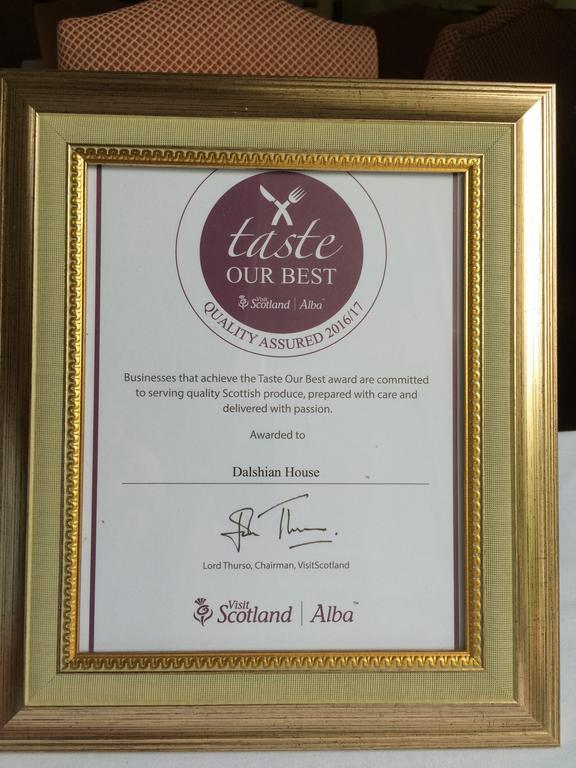 taste
OUR BEST
Visit
Scotland | Alba™
QUALITY ASSURED 2016/17
Businesses that achieve the Taste Our Best award are committed
to serving quality Scottish produce, prepared with care and
delivered with passion.
Awarded to
Dalshian House
Lord Thurso, Chairman, VisitScotland
Visit
Scotland | Alba™